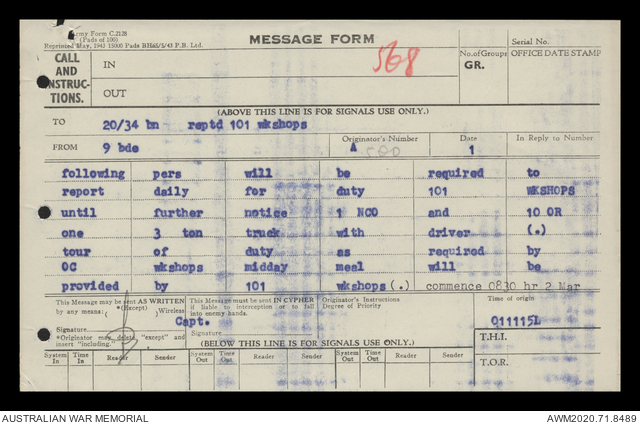 Army Form C.2128
(Pads of 100)
Reprinted May, 1943 15000 Pads BH65/5/43 P.B. Ltd.
MESSAGE FORM
568
Serial No.
CALL AND INSTRUC-TIONS.
IN
OUT
No. of Groups
GR.
OFFICE DATE STAMP
(ABOVE THIS LINE IS FOR SIGNALS USE ONLY.)
TO 20/34 bn reptd 101 wkshops
FROM 9 bde
Originator's Number
A
Date
1
In Reply to Number
following pers will be required to
report daily for duty 101 WKSHOPS
until further notice 1 NCO and 10 OR
one 3 ton truck with driver (.)
tour of duty as required by
OC wkshops midday meal will be
provided by 101 wkshops (.) commence 0830 hr 2 Mar
This Message may be sent AS WRITTEN
by any means: *(Except) Wireless
Signature
*Originator may delete "except" and
insert "including."
Capt.
This Message must be sent IN CYPHER
if liable to interception or to fall
into enemy hands.
Signature
Originator's Instructions
Degree of Priority
Time of origin
011115L
T.H.I.
T.O.R.
(BELOW THIS LINE IS FOR SIGNALS USE ONLY.)
System In Time In Reader Sender System Out Time Out Reader Sender System Out Time Out Reader Sender
AUSTRALIAN WAR MEMORIAL
AWM2020.71.8489